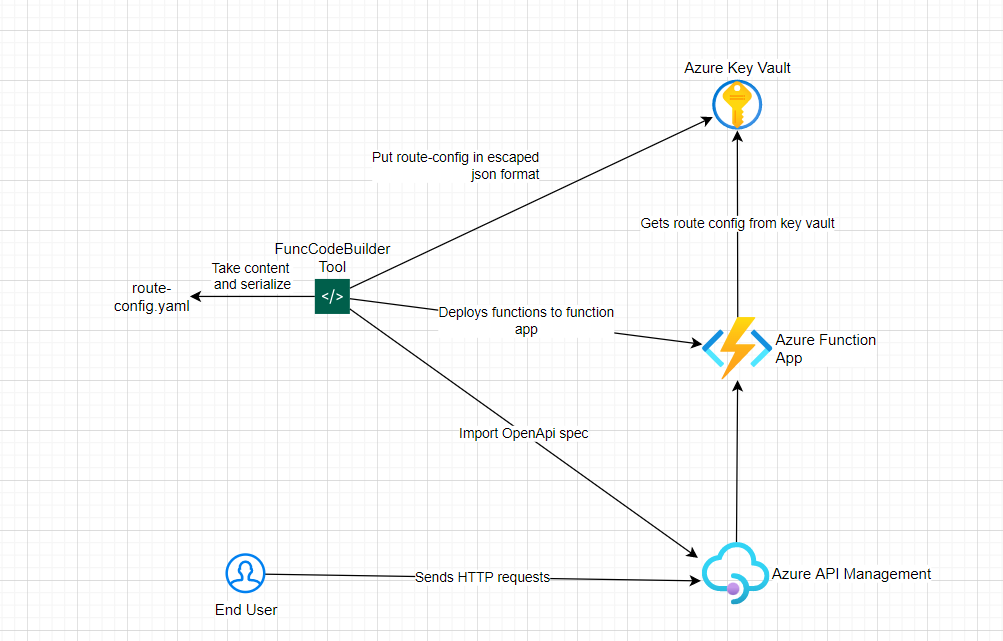 Azure Key Vault
Put route-config in escaped
json format
Gets route config from key vault
FuncCodeBuilder
Tool
Take content
and serialize
route-
config.yaml
</>
Deploys functions to function
app
Azure Function
App
Import OpenApi spec
Sends HTTP requests
Azure API Management
End User